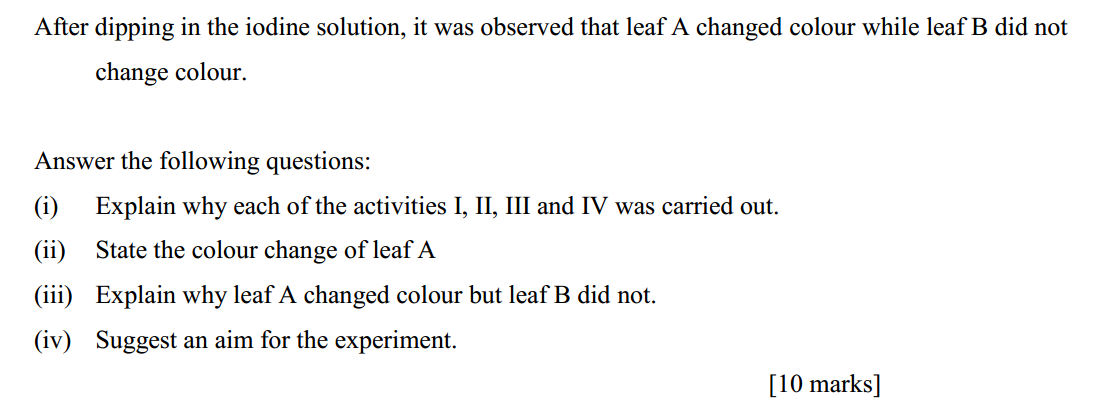 After dipping in the iodine solution, it was observed that leaf A changed colour while leaf B did not
change colour.
Answer the following questions:
(i) Explain why each of the activities I, II, III and IV was carried out.
(ii) State the colour change of leaf A
(iii) Explain why leaf A changed colour but leaf B did not.
(iv) Suggest an aim for the experiment.
[10 marks]